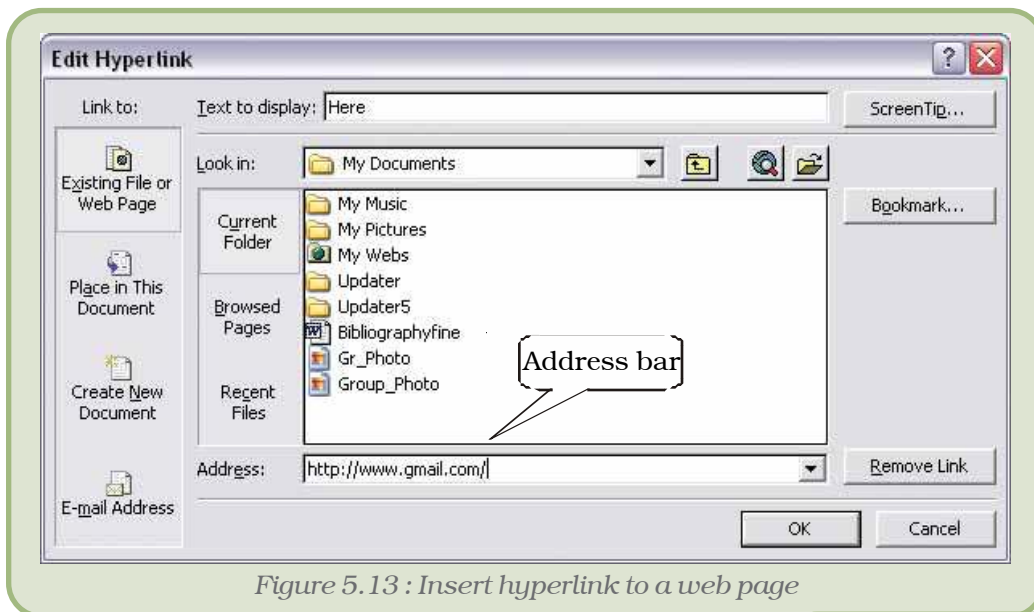 Edit Hyperlink
Link to:
Text to display: Here
ScreenTip...
Existing File or
Web Page
Look in:
My Documents
Current
Folder
My Music
My Pictures
My Webs
Updater
Updater5
Bibliographyfine
Gr_Photo
Group_Photo
Bookmark...
Place in This
Document
Browsed
Pages
Address bar
Create New
Document
Recent
Files
Address:
http://www.gmail.com/
Remove Link
E-mail Address
OK
Cancel
Figure 5.13 : Insert hyperlink to a web page